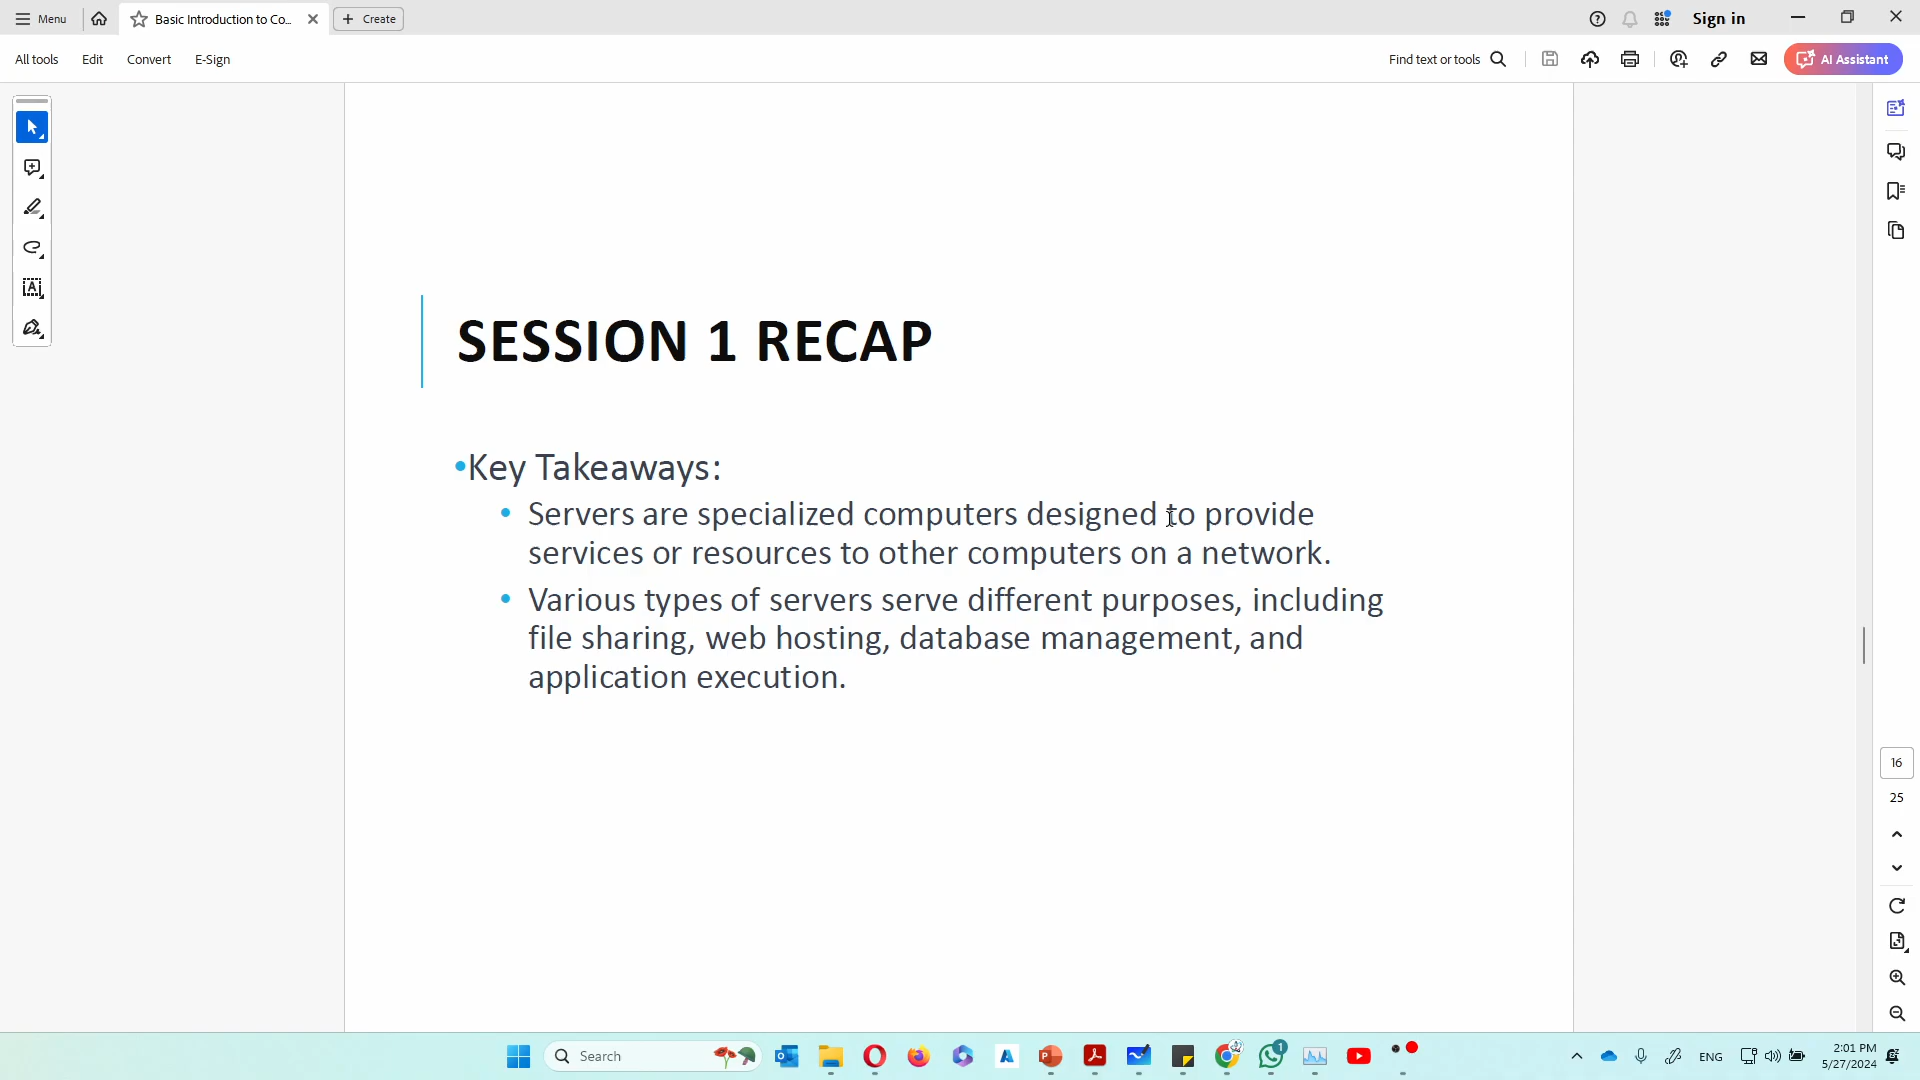 Menu
Basic Introduction to Co...
Create
Sign in
All tools
Edit
Convert
E-Sign
Find text or tools
AI Assistant
SESSION 1 RECAP
•Key Takeaways:
• Servers are specialized computers designed to provide
services or resources to other computers on a network.
• Various types of servers serve different purposes, including
file sharing, web hosting, database management, and
application execution.
16
25
Search
1
ENG
2:01 PM
5/27/2024